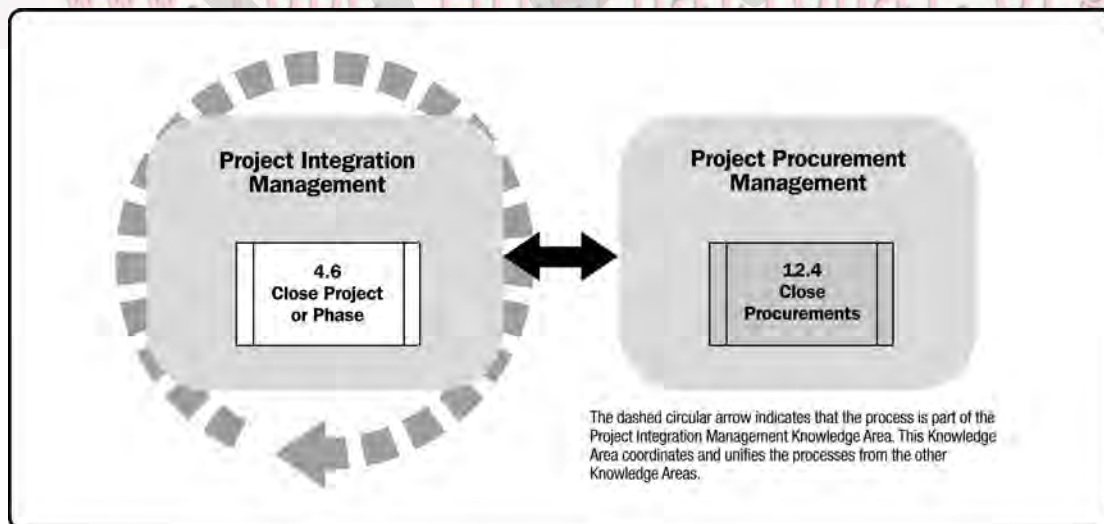 Project Integration
Management
4.6
Close Project
or Phase
Project Procurement
Management
12.4
Close
Procurements
The dashed circular arrow indicates that the process is part of the
Project Integration Management Knowledge Area. This Knowledge
Area coordinates and unifies the processes from the other
Knowledge Areas.